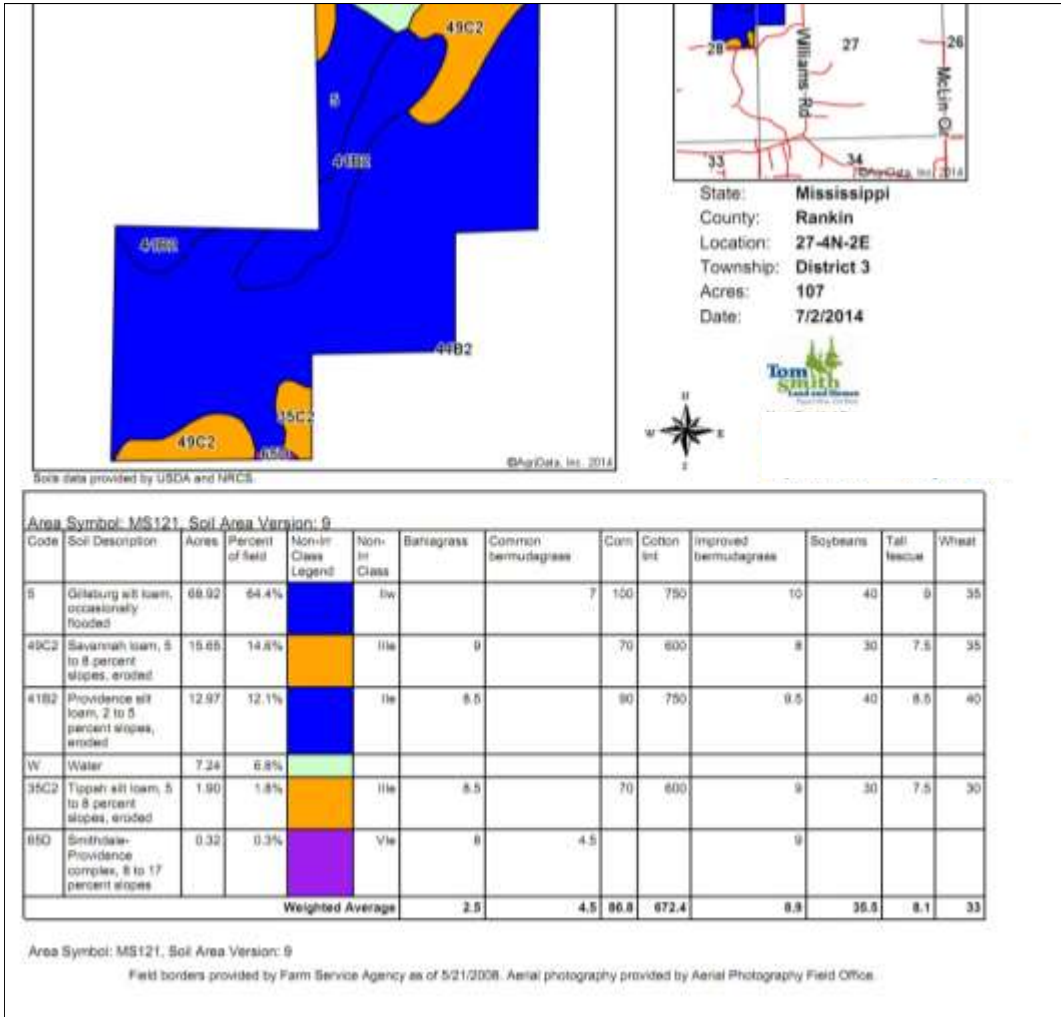 49C2
5
41B2
41B2
44B2
35C2
49C2
65D
©AgriData, Inc. 2014
Soils data provided by USDA and NRCS.
28
27
26
Williams Rd
McLin Cir
33
34
©AgriData, Inc. 2014
State: Mississippi
County: Rankin
Location: 27-4N-2E
Township: District 3
Acres: 107
Date: 7/2/2014
Tom
Smith
Land and Homes
W E
Area Symbol: MS121, Soil Area Version: 9
Code Soil Description Acres Percent of field Non-Irr Class Legend Non-Irr Class Bahiagrass Common bermudagrass Corn Cotton lint Improved bermudagrass Soybeans Tall fescue Wheat
5 Gillsburg silt loam, occasionally flooded 68.92 64.4% IIw 7 100 750 10 40 9 35
49C2 Savannah loam, 5 to 8 percent slopes, eroded 15.65 14.6% IIIe 9 70 600 8 30 7.5 35
41B2 Providence silt loam, 2 to 5 percent slopes, eroded 12.97 12.1% IIe 8.5 90 750 9.5 40 8.5 40
W Water 7.24 6.8%
35C2 Tippah silt loam, 5 to 8 percent slopes, eroded 1.90 1.8% IIIe 8.5 70 600 9 30 7.5 30
65D Smithdale-Providence complex, 8 to 17 percent slopes 0.32 0.3% VIe 8 4.5 9
Weighted Average 2.5 4.5 86.8 672.4 8.9 35.5 8.1 33
Area Symbol: MS121, Soil Area Version: 9
Field borders provided by Farm Service Agency as of 5/21/2008. Aerial photography provided by Aerial Photography Field Office.